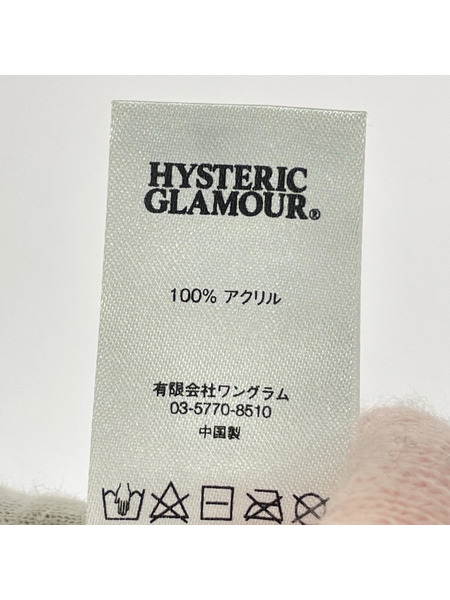 HYSTERIC
GLAMOUR®
100% アクリル
有限会社ワングラム
03-5770-8510
中国製